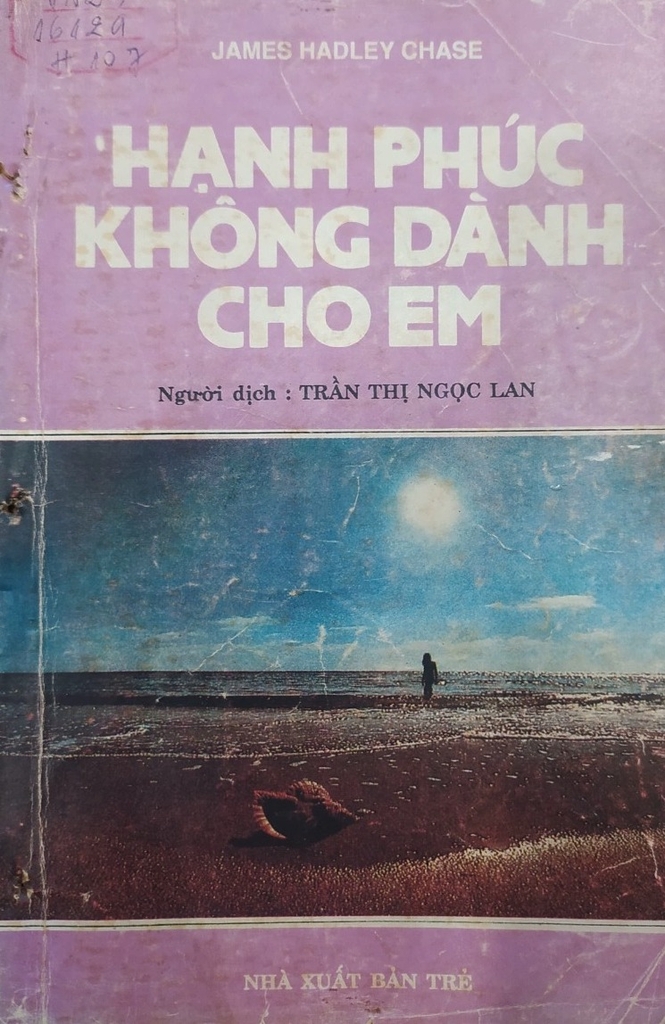 16129
H 107
JAMES HADLEY CHASE
HẠNH PHÚC
KHÔNG DÀNH
CHO EM
Người dịch : TRẦN THỊ NGỌC LAN
NHÀ XUẤT BẢN TRẺ